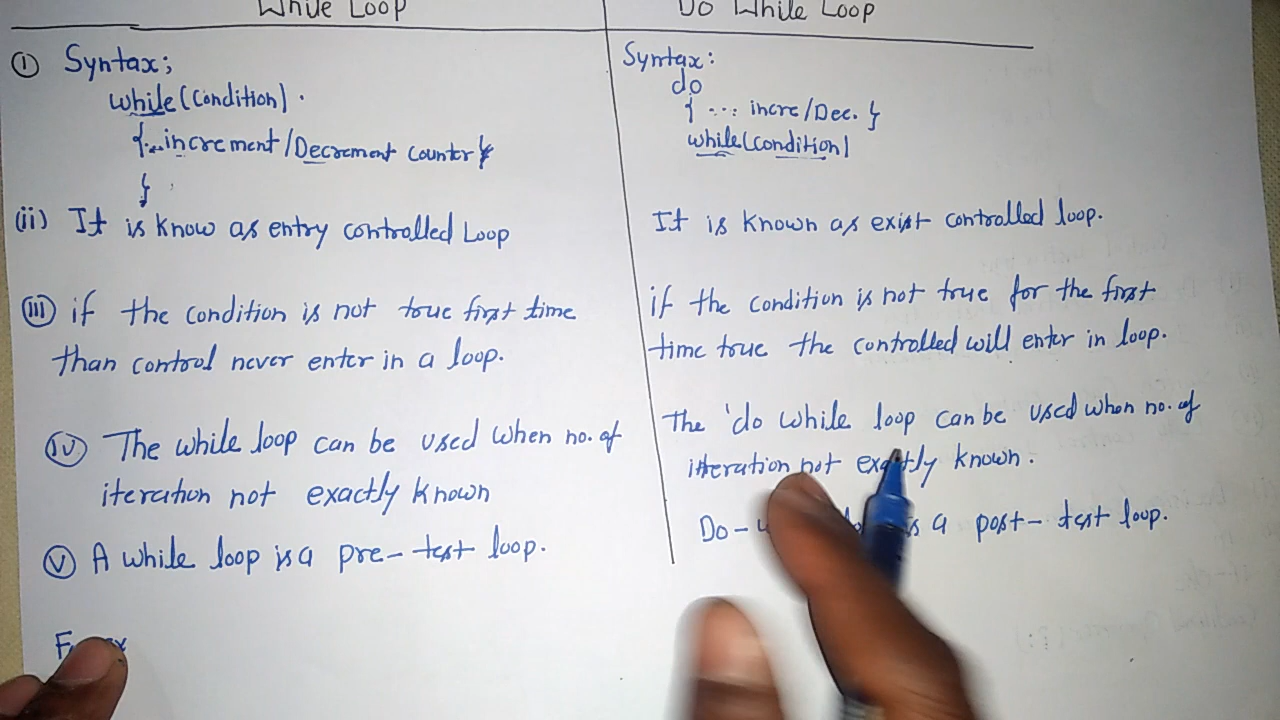 While Loop
Do While Loop
① Syntax;
while(Condition).
{...increment/Decrement counter}
}
(ii) It is know as entry controlled Loop
(iii) if the condition is not true first time
than control never enter in a loop.
(iv) The while loop can be used when no. of
iteration not exactly known
(v) A while loop is a pre-test loop.
Syntax:
do
{ ... incre/Dec. }
while(condition)
It is known as exist controlled loop.
if the condition is not true for the first
time true the controlled will enter in loop.
The 'do while loop can be used when no. of
itteration not exactly known.
Do- is a post-test loop.